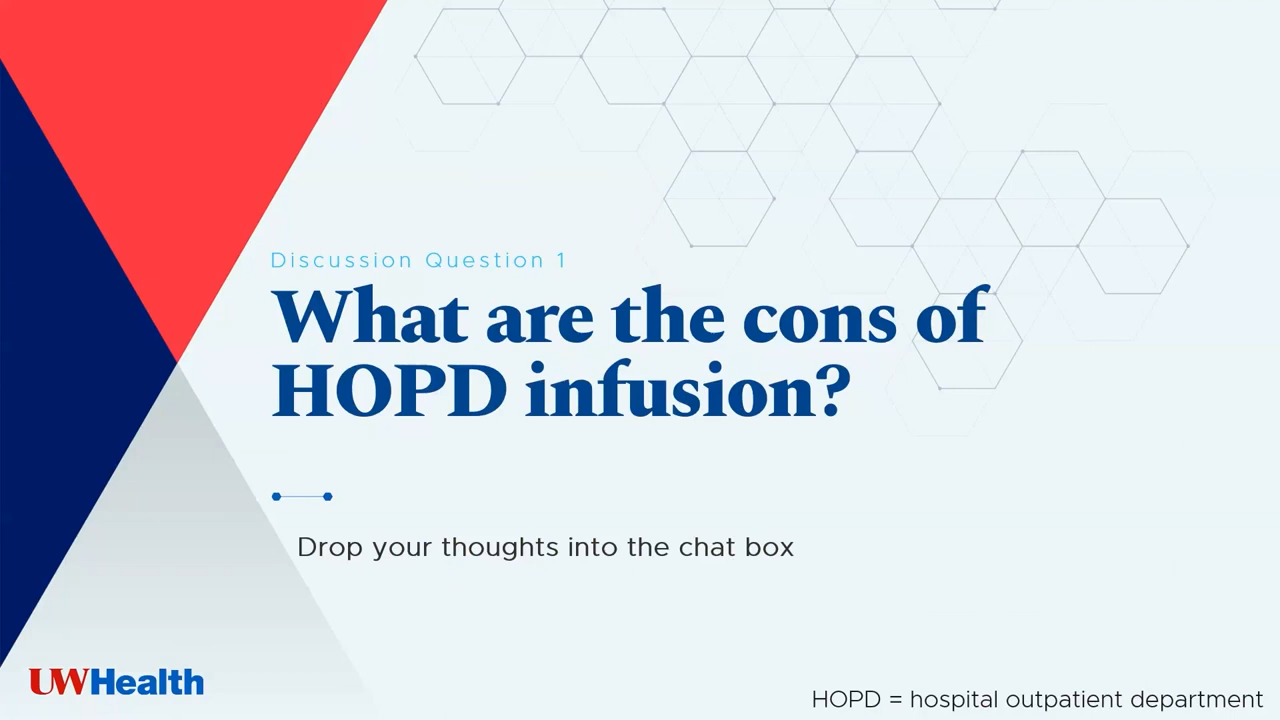 Discussion Question 1
What are the cons of
HOPD infusion?
Drop your thoughts into the chat box
UWHealth
HOPD = hospital outpatient department